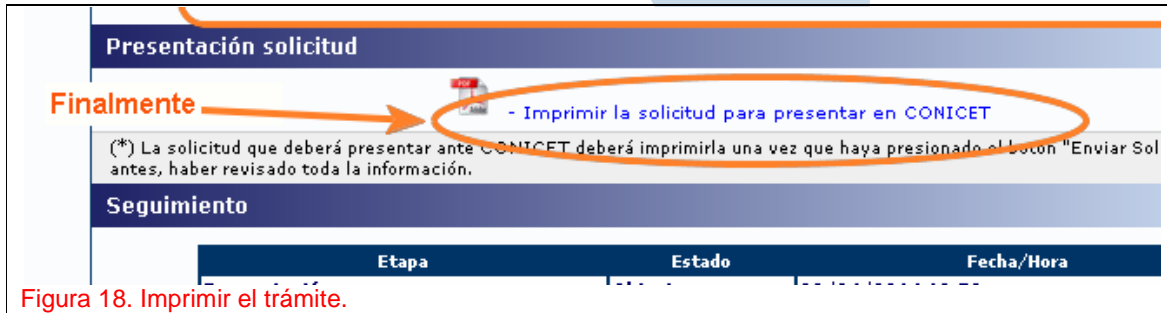 Presentación solicitud
Finalmente
- Imprimir la solicitud para presentar en CONICET
(*) La solicitud que deberá presentar ante CONICET deberá imprimirla una vez que haya presionado el botón "Enviar Sol
antes, haber revisado toda la información.
Seguimiento
Etapa Estado Fecha/Hora
Figura 18. Imprimir el trámite.